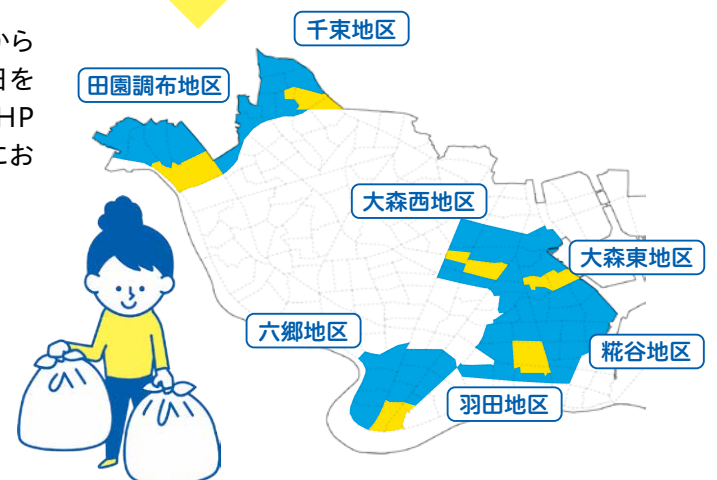 から
日を
HP
にお
千束地区
田園調布地区
大森西地区
大森東地区
六郷地区
糀谷地区
羽田地区